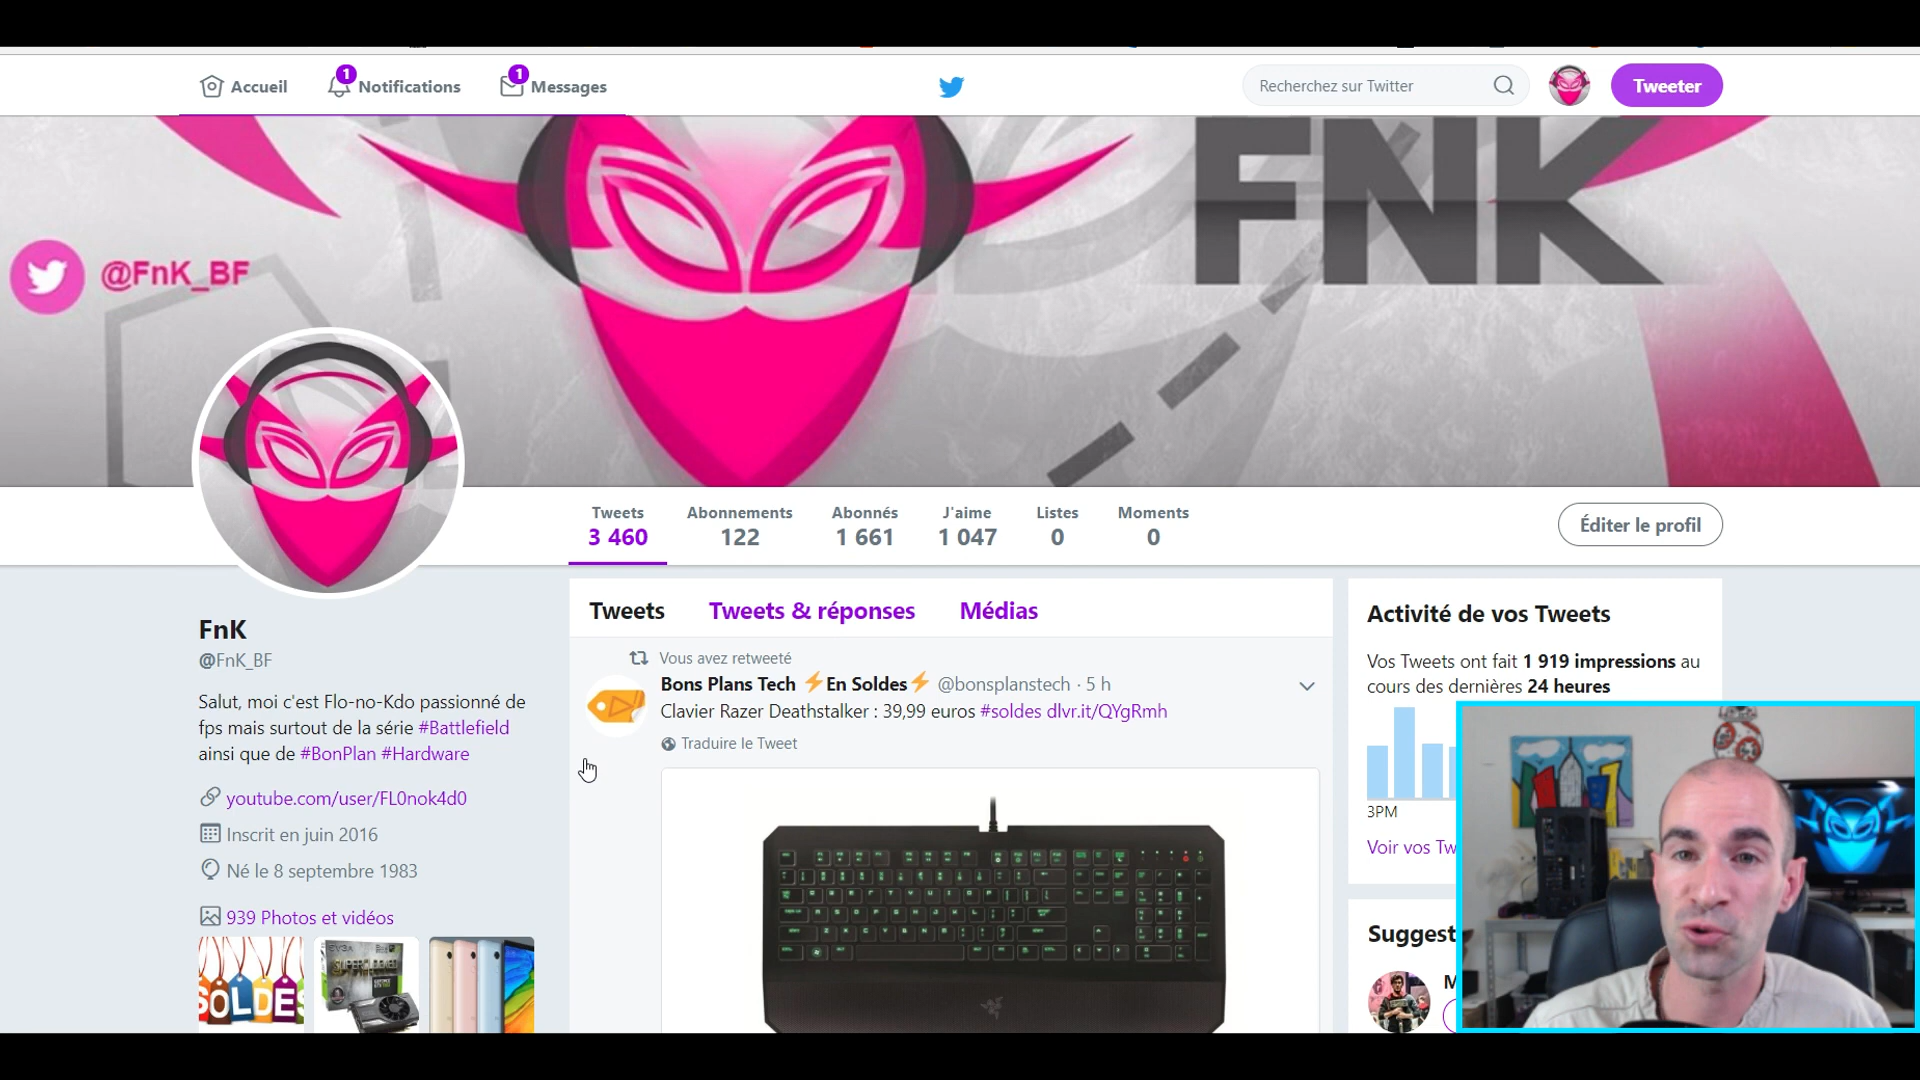 Accueil
1
Notifications
1
Messages
Recherchez sur Twitter
Tweeter
FNK
@FnK_BF
Tweets
3 460
Abonnements
122
Abonnés
1 661
J'aime
1 047
Listes
0
Moments
0
Éditer le profil
FnK
@FnK_BF
Salut, moi c'est Flo-no-Kdo passionné de
fps mais surtout de la série #Battlefield
ainsi que de #BonPlan #Hardware
youtube.com/user/FL0nok4d0
Inscrit en juin 2016
Né le 8 septembre 1983
939 Photos et vidéos
SOLDES
EVGA
Tweets
Tweets & réponses
Médias
Vous avez retweeté
Bons Plans Tech ⚡En Soldes⚡ @bonsplanstech · 5 h
Clavier Razer Deathstalker : 39,99 euros #soldes dlvr.it/QYgRmh
Traduire le Tweet
Activité de vos Tweets
Vos Tweets ont fait 1 919 impressions au
cours des dernières 24 heures
3PM
Voir vos Tw
Suggest
M